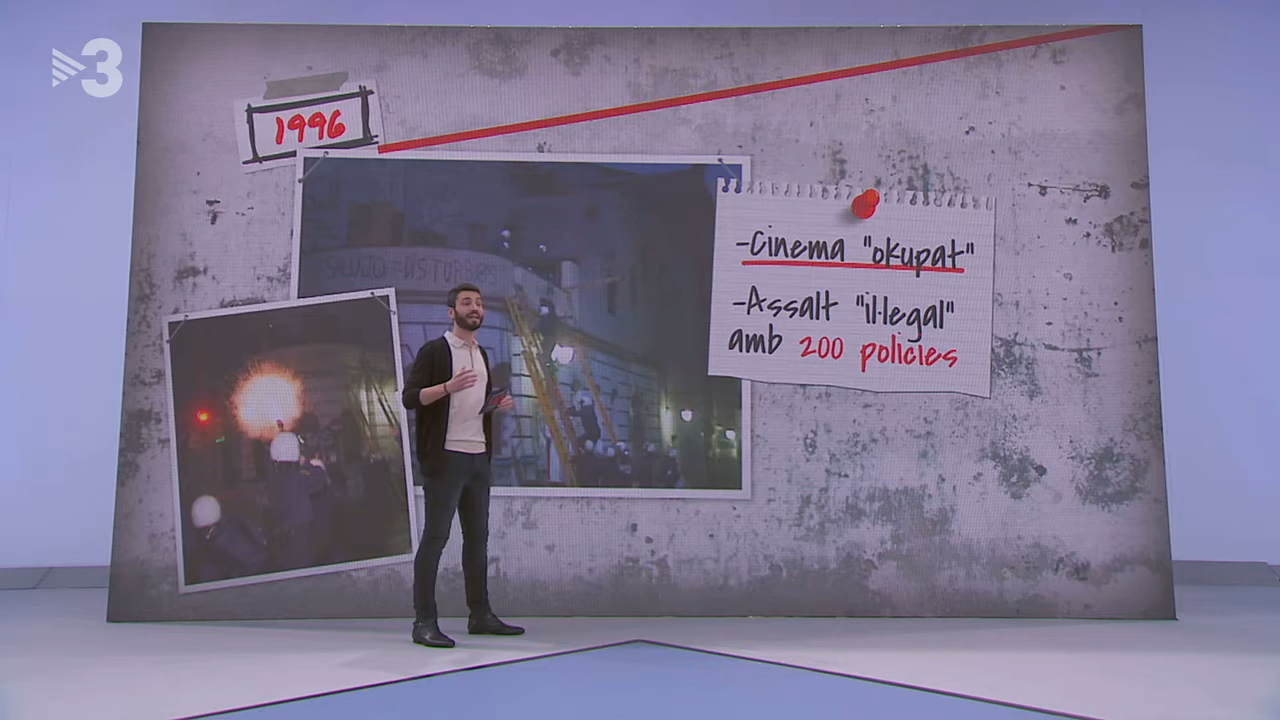 3
1996
-Cinema "okupat"
-Assalt "il·legal"
amb 200 policies